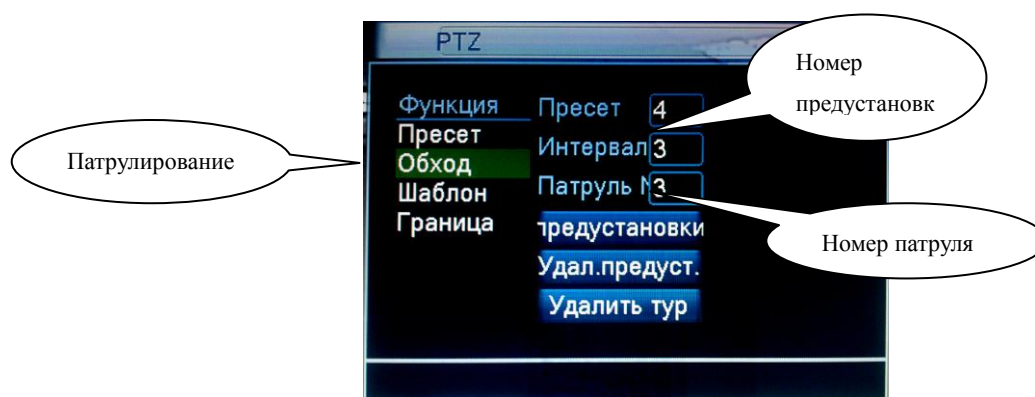 PTZ
Номер
предустановк
Функция
Пресет
Обход
Шаблон
Граница
Пресет 4
Интервал 3
Патруль № 3
предустановки
Удал.предуст.
Удалить тур
Патрулирование
Номер патруля